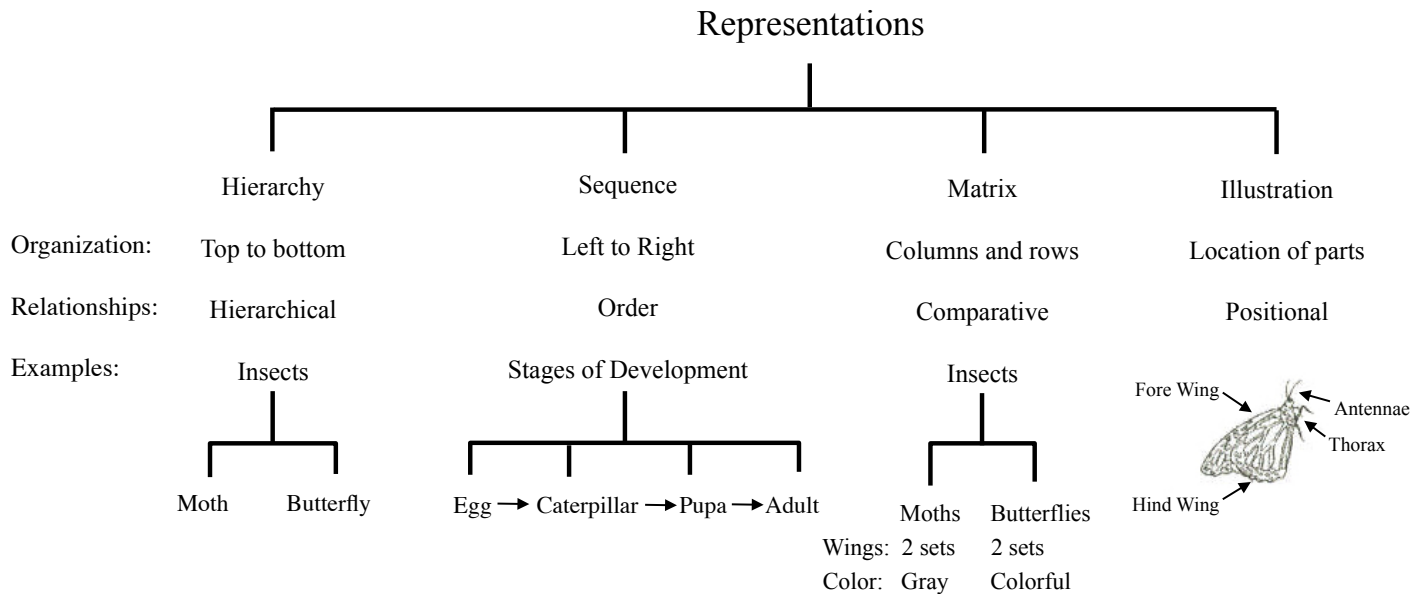 Representations
Hierarchy Sequence Matrix Illustration
Organization: Top to bottom Left to Right Columns and rows Location of parts
Relationships: Hierarchical Order Comparative Positional
Examples: Insects Stages of Development Insects
Fore Wing
Antennae
Thorax
Hind Wing
Moth Butterfly Egg Caterpillar Pupa Adult
Moths Butterflies
Wings: 2 sets 2 sets
Color: Gray Colorful